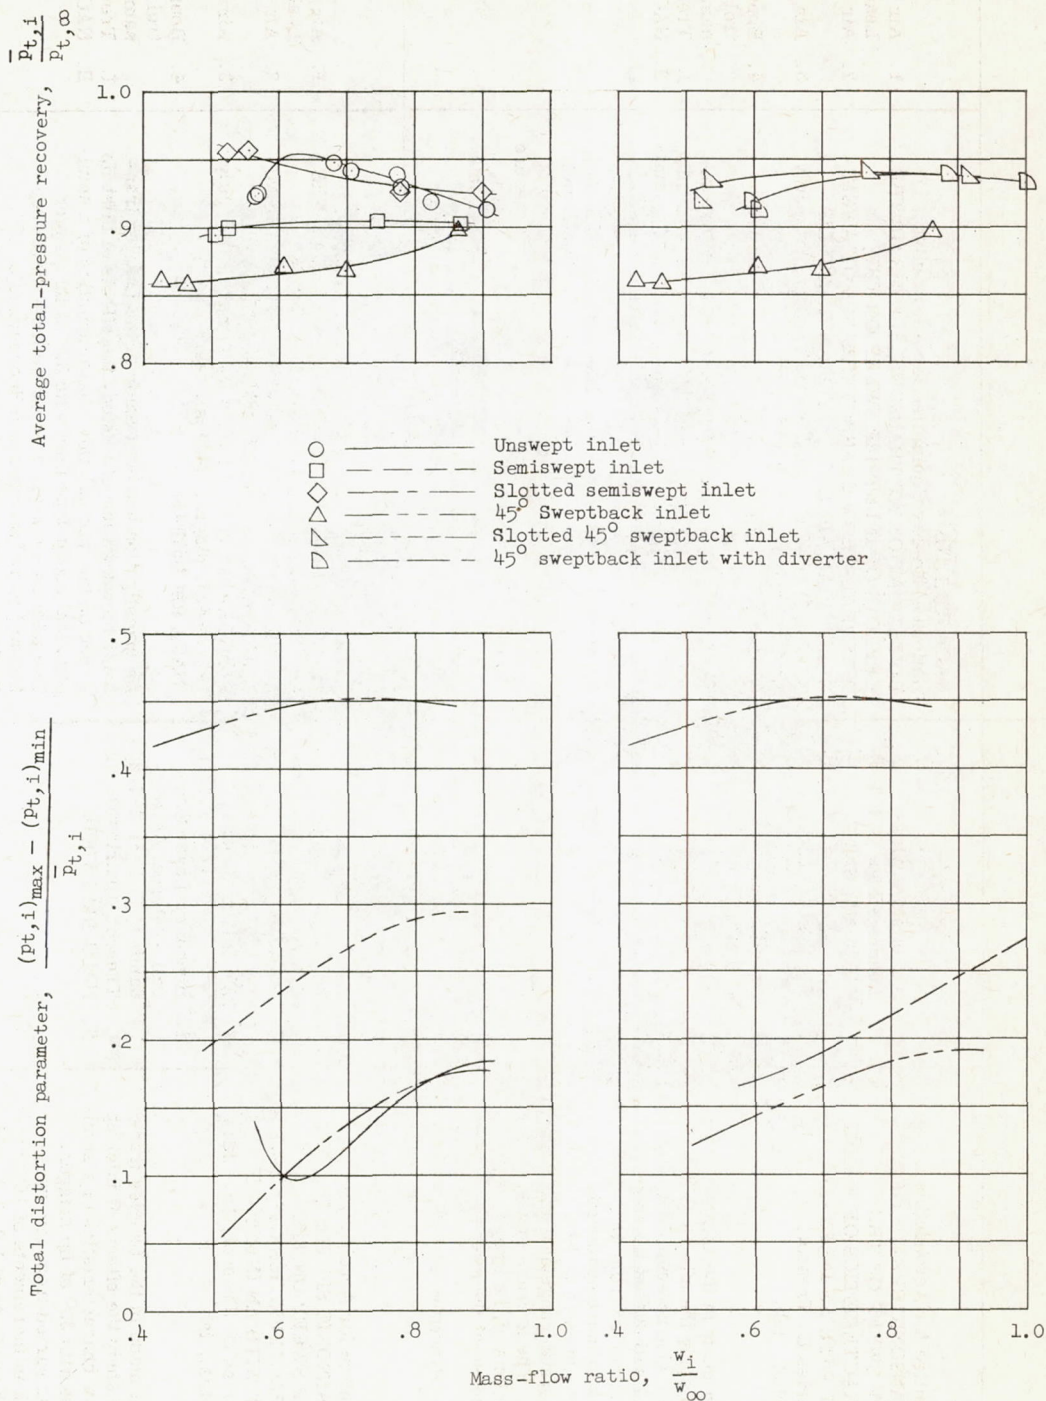 Average total-pressure recovery, p̄t,i / pt,∞
1.0
.9
.8
Unswept inlet
Semiswept inlet
Slotted semiswept inlet
45° Sweptback inlet
Slotted 45° sweptback inlet
45° sweptback inlet with diverter
Total distortion parameter, (pt,i)max − (pt,i)min / p̄t,i
.5
.4
.3
.2
.1
0
.4 .6 .8 1.0 .4 .6 .8 1.0
Mass-flow ratio, wi / w∞